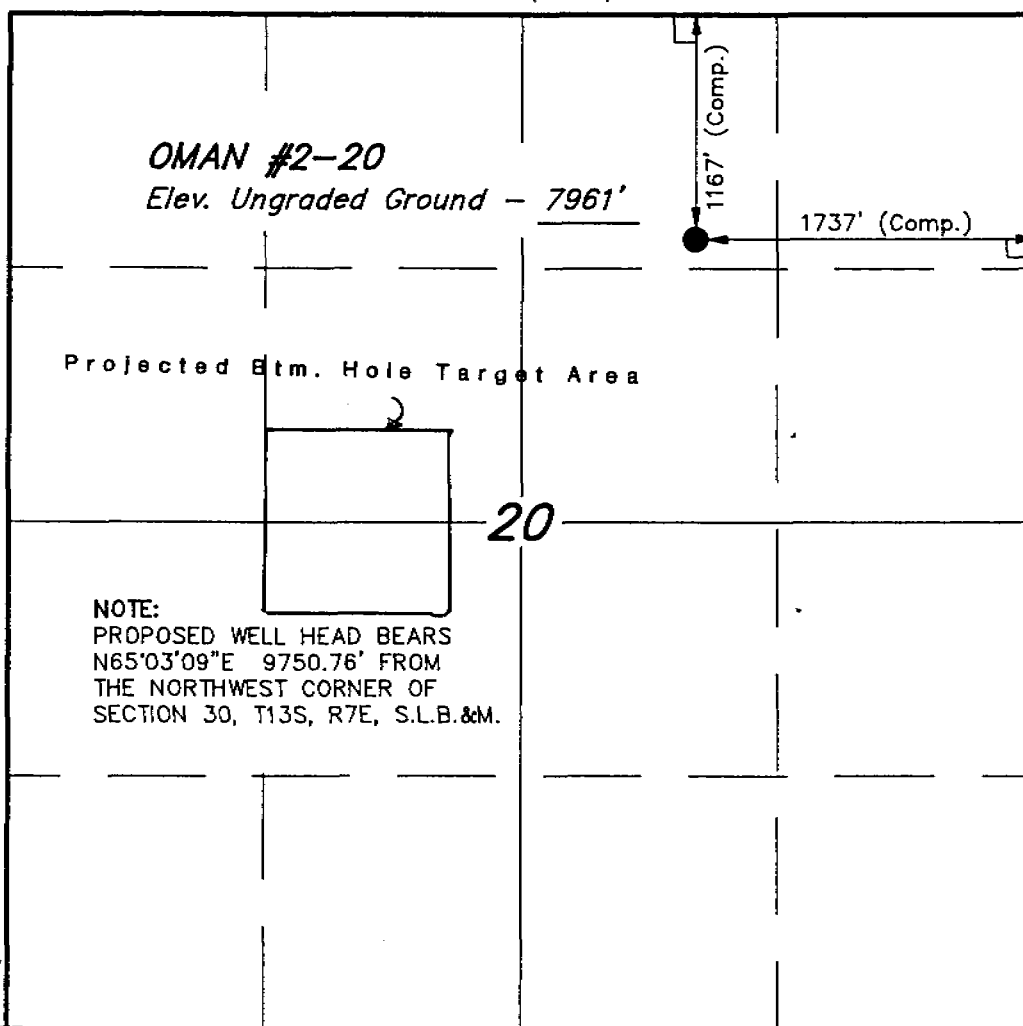 OMAN #2-20
Elev. Ungraded Ground - 7961'
1167' (Comp.)
1737' (Comp.)
Projected Btm. Hole Target Area
20
NOTE:
PROPOSED WELL HEAD BEARS
N65°03'09"E 9750.76' FROM
THE NORTHWEST CORNER OF
SECTION 30, T13S, R7E, S.L.B.&M.